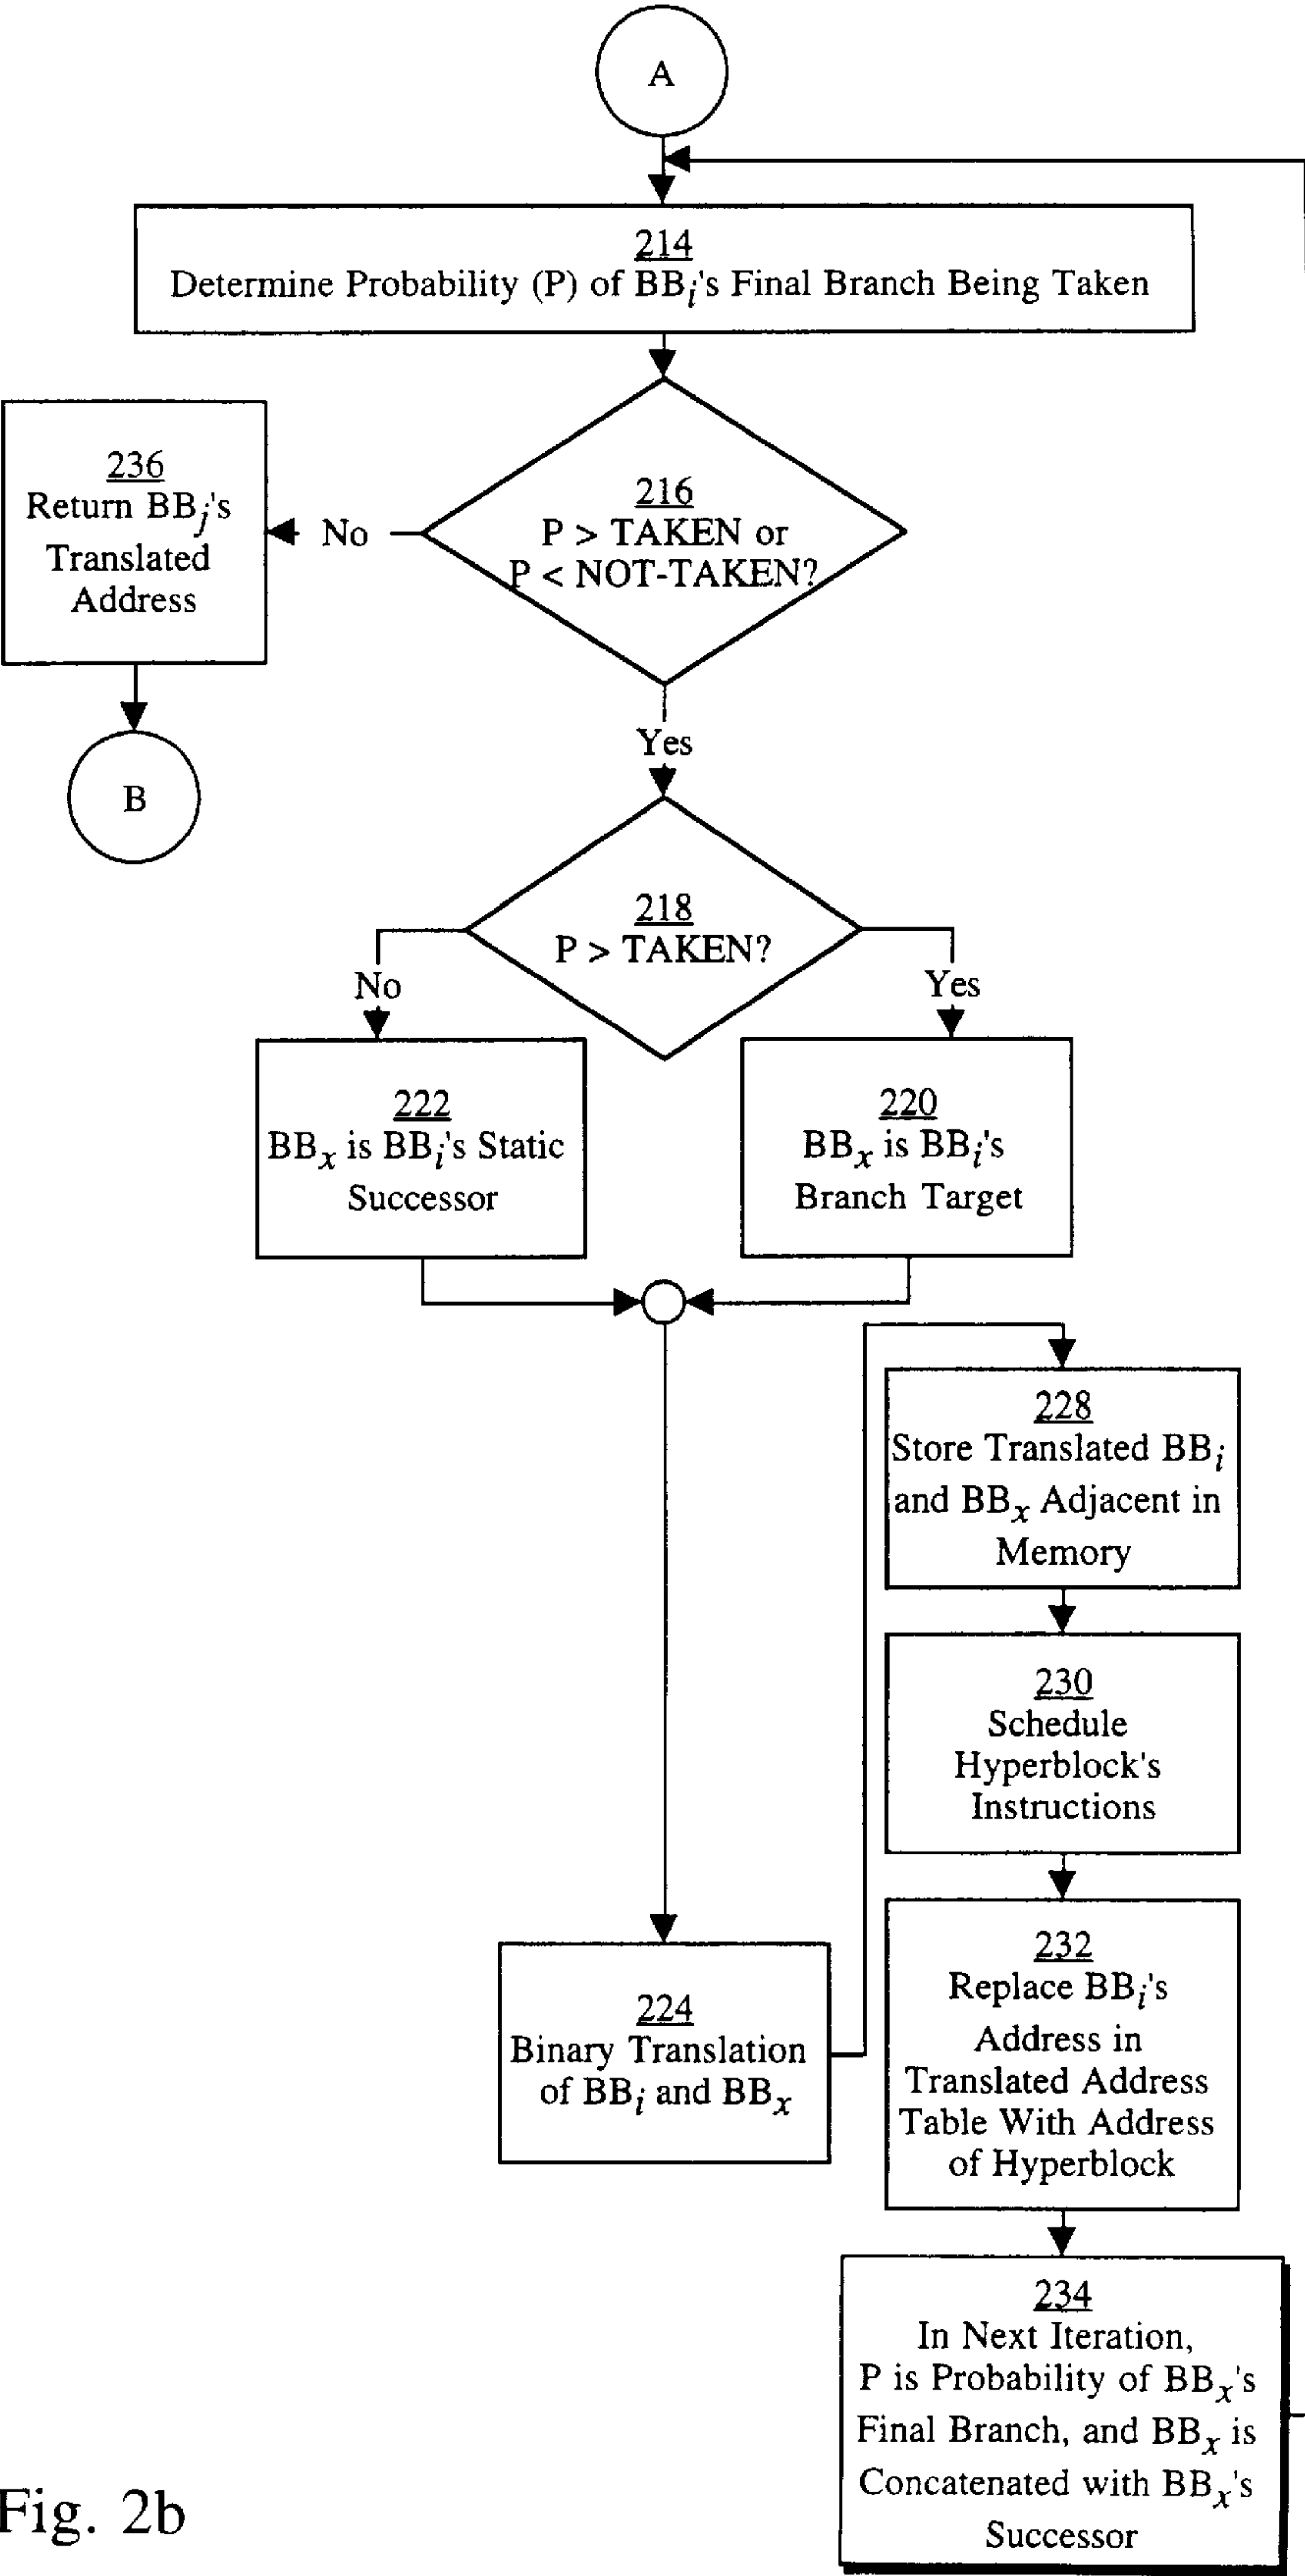 A
214
Determine Probability (P) of BBi's Final Branch Being Taken
236
Return BBj's
Translated
Address
No
216
P > TAKEN or
P < NOT-TAKEN?
Yes
B
218
P > TAKEN?
No
Yes
222
BBx is BBi's Static
Successor
220
BBx is BBi's
Branch Target
228
Store Translated BBi
and BBx Adjacent in
Memory
230
Schedule
Hyperblock's
Instructions
224
Binary Translation
of BBi and BBx
232
Replace BBi's
Address in
Translated Address
Table With Address
of Hyperblock
234
In Next Iteration,
P is Probability of BBx's
Final Branch, and BBx is
Concatenated with BBx's
Successor
Fig. 2b